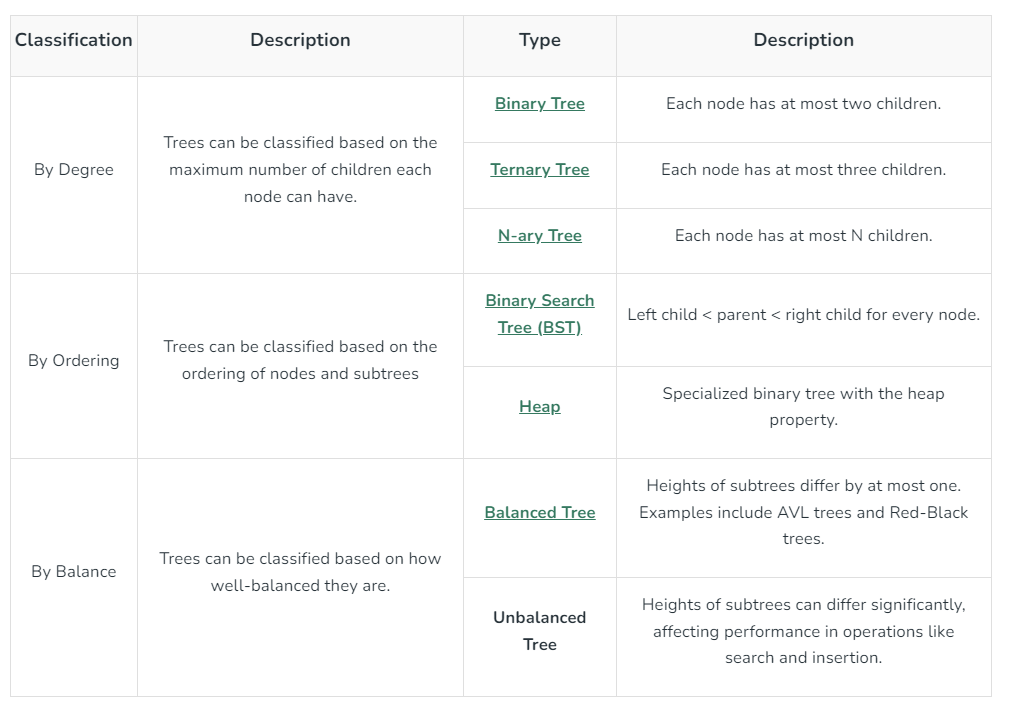 Classification
Description
Type
Description
By Degree
Trees can be classified based on the
maximum number of children each
node can have.
Binary Tree
Each node has at most two children.
Ternary Tree
Each node has at most three children.
N-ary Tree
Each node has at most N children.
By Ordering
Trees can be classified based on the
ordering of nodes and subtrees
Binary Search
Tree (BST)
Left child < parent < right child for every node.
Heap
Specialized binary tree with the heap
property.
By Balance
Trees can be classified based on how
well-balanced they are.
Balanced Tree
Heights of subtrees differ by at most one.
Examples include AVL trees and Red-Black
trees.
Unbalanced
Tree
Heights of subtrees can differ significantly,
affecting performance in operations like
search and insertion.